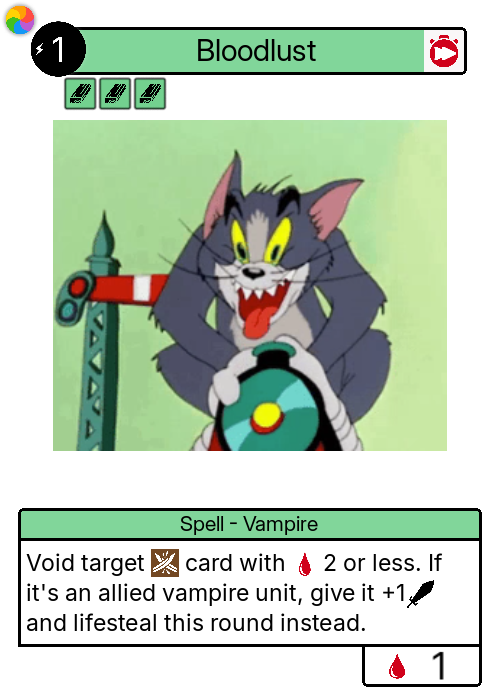 1
Bloodlust
Spell - Vampire
Void target card with 2 or less. If
it's an allied vampire unit, give it +1
and lifesteal this round instead.
1